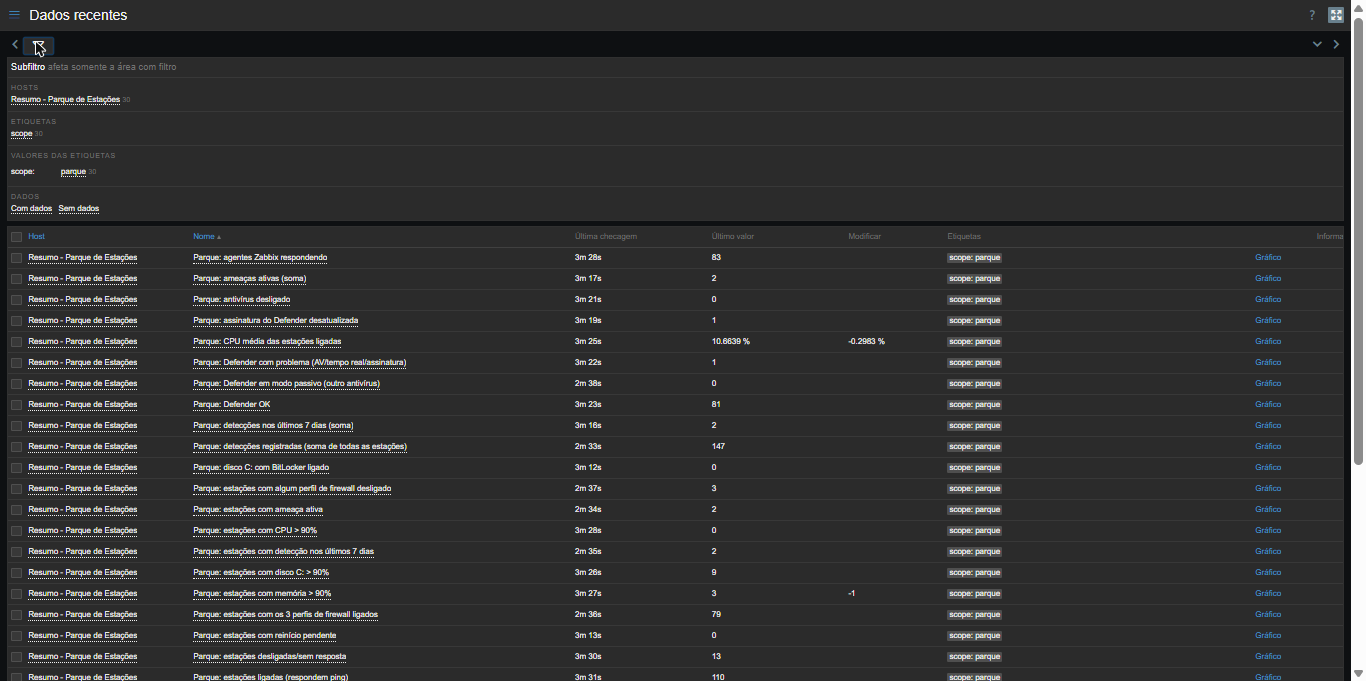 Dados recentes
?
Subfiltro afeta somente a área com filtro
HOSTS
Resumo - Parque de Estações 30
ETIQUETAS
scope 30
VALORES DAS ETIQUETAS
scope: parque 30
DADOS
Com dados Sem dados
Host Nome Última checagem Último valor Modificar Etiquetas Informa
Resumo - Parque de Estações Parque: agentes Zabbix respondendo 3m 28s 83 scope: parque Gráfico
Resumo - Parque de Estações Parque: ameaças ativas (soma) 3m 17s 2 scope: parque Gráfico
Resumo - Parque de Estações Parque: antivírus desligado 3m 21s 0 scope: parque Gráfico
Resumo - Parque de Estações Parque: assinatura do Defender desatualizada 3m 19s 1 scope: parque Gráfico
Resumo - Parque de Estações Parque: CPU média das estações ligadas 3m 25s 10.6639 % -0.2983 % scope: parque Gráfico
Resumo - Parque de Estações Parque: Defender com problema (AV/tempo real/assinatura) 3m 22s 1 scope: parque Gráfico
Resumo - Parque de Estações Parque: Defender em modo passivo (outro antivírus) 2m 38s 0 scope: parque Gráfico
Resumo - Parque de Estações Parque: Defender OK 3m 23s 81 scope: parque Gráfico
Resumo - Parque de Estações Parque: detecções nos últimos 7 dias (soma) 3m 16s 2 scope: parque Gráfico
Resumo - Parque de Estações Parque: detecções registradas (soma de todas as estações) 2m 33s 147 scope: parque Gráfico
Resumo - Parque de Estações Parque: disco C: com BitLocker ligado 3m 12s 0 scope: parque Gráfico
Resumo - Parque de Estações Parque: estações com algum perfil de firewall desligado 2m 37s 3 scope: parque Gráfico
Resumo - Parque de Estações Parque: estações com ameaça ativa 2m 34s 2 scope: parque Gráfico
Resumo - Parque de Estações Parque: estações com CPU > 90% 3m 28s 0 scope: parque Gráfico
Resumo - Parque de Estações Parque: estações com detecção nos últimos 7 dias 2m 35s 2 scope: parque Gráfico
Resumo - Parque de Estações Parque: estações com disco C: > 90% 3m 26s 9 scope: parque Gráfico
Resumo - Parque de Estações Parque: estações com memória > 90% 3m 27s 3 -1 scope: parque Gráfico
Resumo - Parque de Estações Parque: estações com os 3 perfis de firewall ligados 2m 36s 79 scope: parque Gráfico
Resumo - Parque de Estações Parque: estações com reinício pendente 3m 13s 0 scope: parque Gráfico
Resumo - Parque de Estações Parque: estações desligadas/sem resposta 3m 30s 13 scope: parque Gráfico
Resumo - Parque de Estações Parque: estações ligadas (respondem ping) 3m 31s 110 scope: parque Gráfico